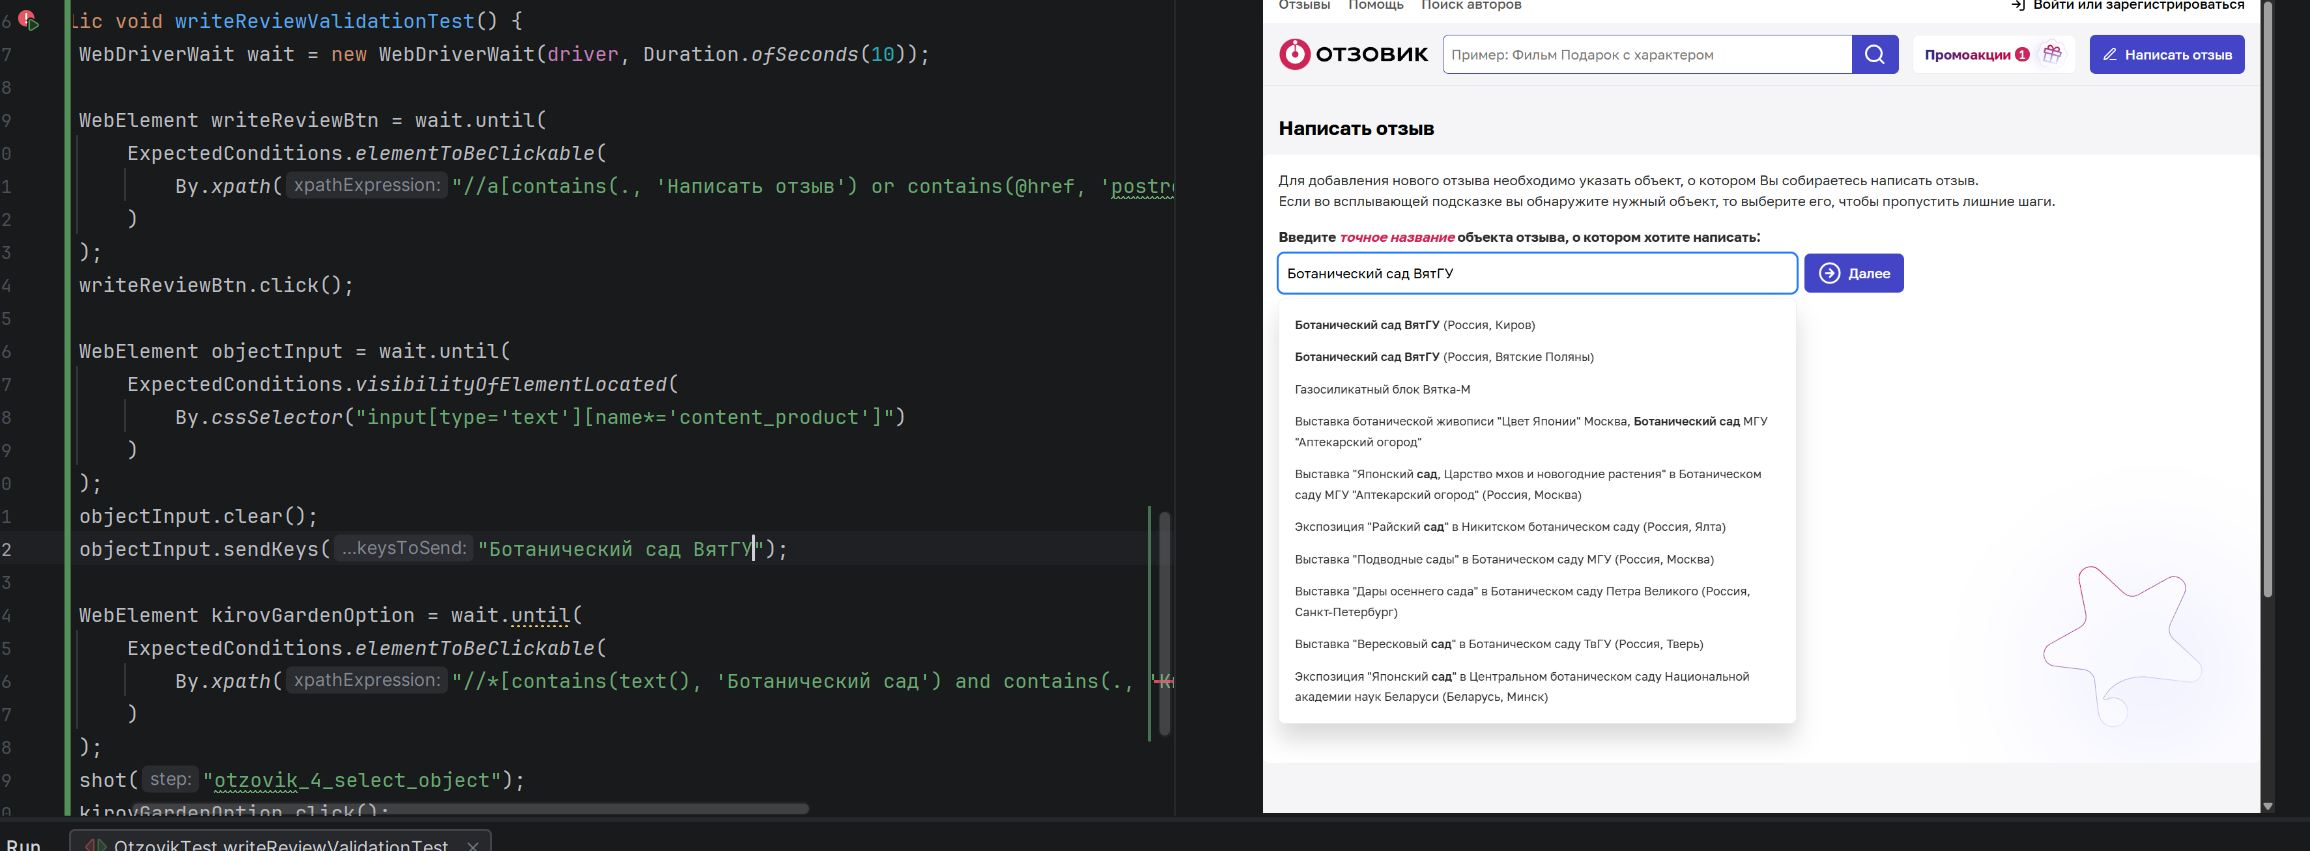 6 lic void writeReviewValidationTest() {
7 WebDriverWait wait = new WebDriverWait(driver, Duration.ofSeconds(10));
8
9 WebElement writeReviewBtn = wait.until(
0 ExpectedConditions.elementToBeClickable(
1 By.xpath( xpathExpression: "//a[contains(., 'Написать отзыв') or contains(@href, 'postre
2 )
3 );
4 writeReviewBtn.click();
5
6 WebElement objectInput = wait.until(
7 ExpectedConditions.visibilityOfElementLocated(
8 By.cssSelector("input[type='text'][name*='content_product']")
9 )
0 );
1 objectInput.clear();
2 objectInput.sendKeys( ...keysToSend: "Ботанический сад ВятГУ");
3
4 WebElement kirovGardenOption = wait.until(
5 ExpectedConditions.elementToBeClickable(
6 By.xpath( xpathExpression: "//*[contains(text(), 'Ботанический сад') and contains(.,
7 )
8 );
9 shot( step: "otzovik_4_select_object");
0 kirovGardenOption.click();
Run OtzovikTest.writeReviewValidationTest ×
Отзывы Помощь Поиск авторов Войти или зарегистрироваться
ОТЗОВИК Пример: Фильм Подарок с характером Промоакции 1 Написать отзыв
Написать отзыв
Для добавления нового отзыва необходимо указать объект, о котором Вы собираетесь написать отзыв.
Если во всплывающей подсказке вы обнаружите нужный объект, то выберите его, чтобы пропустить лишние шаги.
Введите точное название объекта отзыва, о котором хотите написать:
Ботанический сад ВятГУ Далее
Ботанический сад ВятГУ (Россия, Киров)
Ботанический сад ВятГУ (Россия, Вятские Поляны)
Газосиликатный блок Вятка-М
Выставка ботанической живописи "Цвет Японии" Москва, Ботанический сад МГУ
"Аптекарский огород"
Выставка "Японский сад, Царство мхов и новогодние растения" в Ботаническом
саду МГУ "Аптекарский огород" (Россия, Москва)
Экспозиция "Райский сад" в Никитском ботаническом саду (Россия, Ялта)
Выставка "Подводные сады" в Ботаническом саду МГУ (Россия, Москва)
Выставка "Дары осеннего сада" в Ботаническом саду Петра Великого (Россия,
Санкт-Петербург)
Выставка "Вересковый сад" в Ботаническом саду ТвГУ (Россия, Тверь)
Экспозиция "Японский сад" в Центральном ботаническом саду Национальной
академии наук Беларуси (Беларусь, Минск)